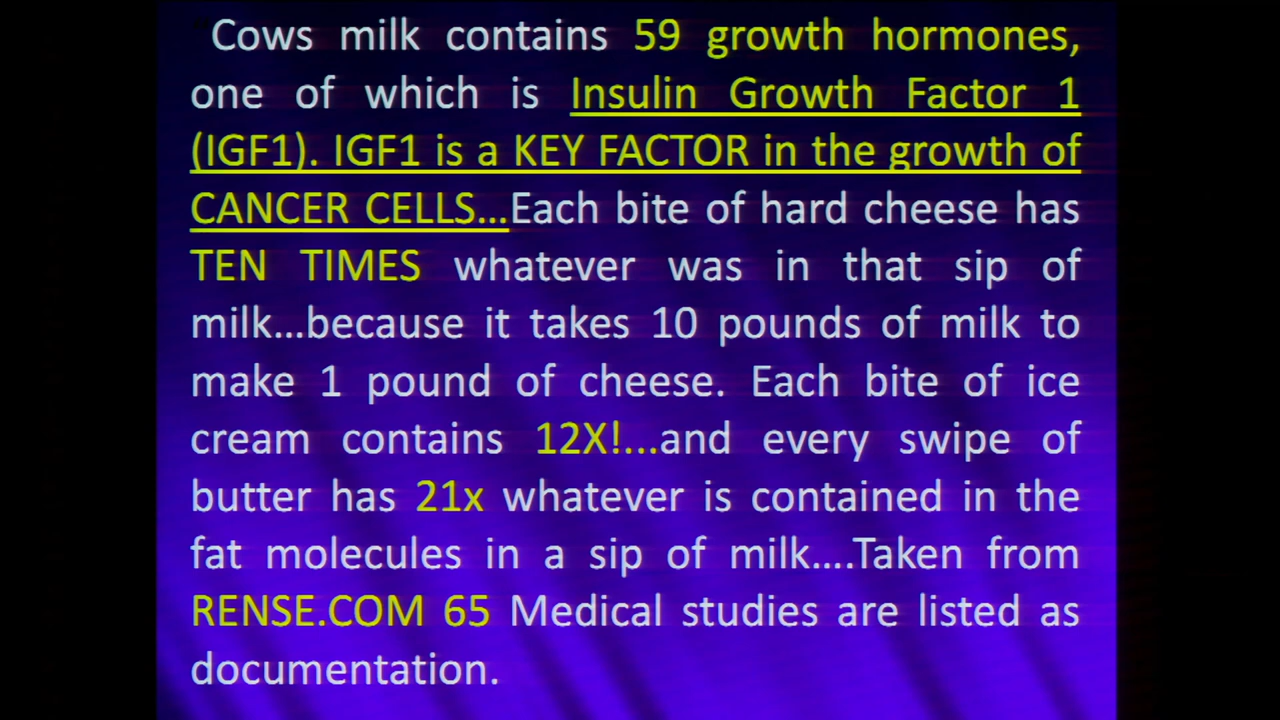 "Cows milk contains 59 growth hormones,
one of which is Insulin Growth Factor 1
(IGF1). IGF1 is a KEY FACTOR in the growth of
CANCER CELLS...Each bite of hard cheese has
TEN TIMES whatever was in that sip of
milk...because it takes 10 pounds of milk to
make 1 pound of cheese. Each bite of ice
cream contains 12X!...and every swipe of
butter has 21x whatever is contained in the
fat molecules in a sip of milk....Taken from
RENSE.COM 65 Medical studies are listed as
documentation.